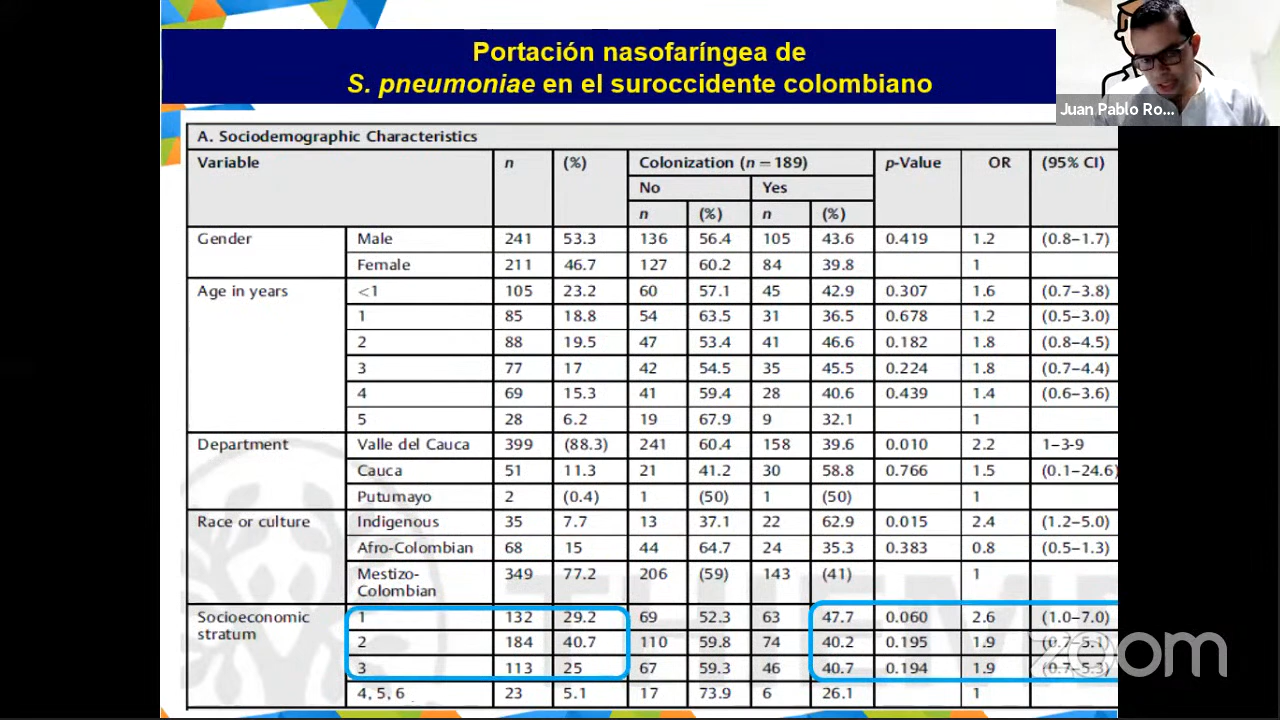 Portación nasofaríngea de
S. pneumoniae en el suroccidente colombiano
Juan Pablo Ro...
A. Sociodemographic Characteristics
Variable n (%) Colonization (n = 189) p-Value OR (95% CI)
No Yes
n (%) n (%)
Gender Male 241 53.3 136 56.4 105 43.6 0.419 1.2 (0.8–1.7)
Female 211 46.7 127 60.2 84 39.8 1
Age in years <1 105 23.2 60 57.1 45 42.9 0.307 1.6 (0.7–3.8)
1 85 18.8 54 63.5 31 36.5 0.678 1.2 (0.5–3.0)
2 88 19.5 47 53.4 41 46.6 0.182 1.8 (0.8–4.5)
3 77 17 42 54.5 35 45.5 0.224 1.8 (0.7–4.4)
4 69 15.3 41 59.4 28 40.6 0.439 1.4 (0.6–3.6)
5 28 6.2 19 67.9 9 32.1 1
Department Valle del Cauca 399 (88.3) 241 60.4 158 39.6 0.010 2.2 1–3-9
Cauca 51 11.3 21 41.2 30 58.8 0.766 1.5 (0.1–24.6)
Putumayo 2 (0.4) 1 (50) 1 (50) 1
Race or culture Indigenous 35 7.7 13 37.1 22 62.9 0.015 2.4 (1.2–5.0)
Afro-Colombian 68 15 44 64.7 24 35.3 0.383 0.8 (0.5–1.3)
Mestizo- 349 77.2 206 (59) 143 (41) 1
Colombian
Socioeconomic 1 132 29.2 69 52.3 63 47.7 0.060 2.6 (1.0–7.0)
stratum 2 184 40.7 110 59.8 74 40.2 0.195 1.9 (0.7–5.1)
3 113 25 67 59.3 46 40.7 0.194 1.9 (0.7–5.3)
4, 5, 6 23 5.1 17 73.9 6 26.1 1
THIEM
zoom